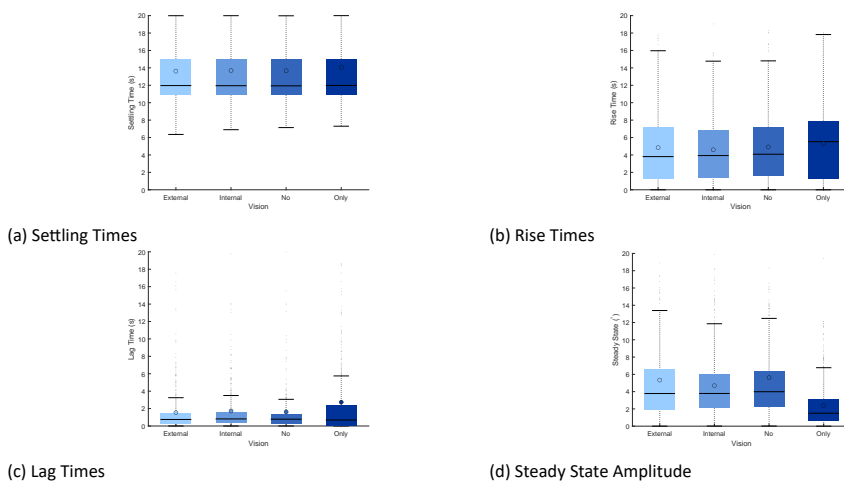 20
18
16
14
12
10
8
6
4
2
0
Settling Time (s)
External Internal No Only
Vision
20
18
16
14
12
10
8
6
4
2
0
Rise Time (s)
External Internal No Only
Vision
(a) Settling Times
(b) Rise Times
20
18
16
14
12
10
8
6
4
2
0
Lag Time (s)
External Internal No Only
Vision
20
18
16
14
12
10
8
6
4
2
0
Steady State (°)
External Internal No Only
Vision
(c) Lag Times
(d) Steady State Amplitude